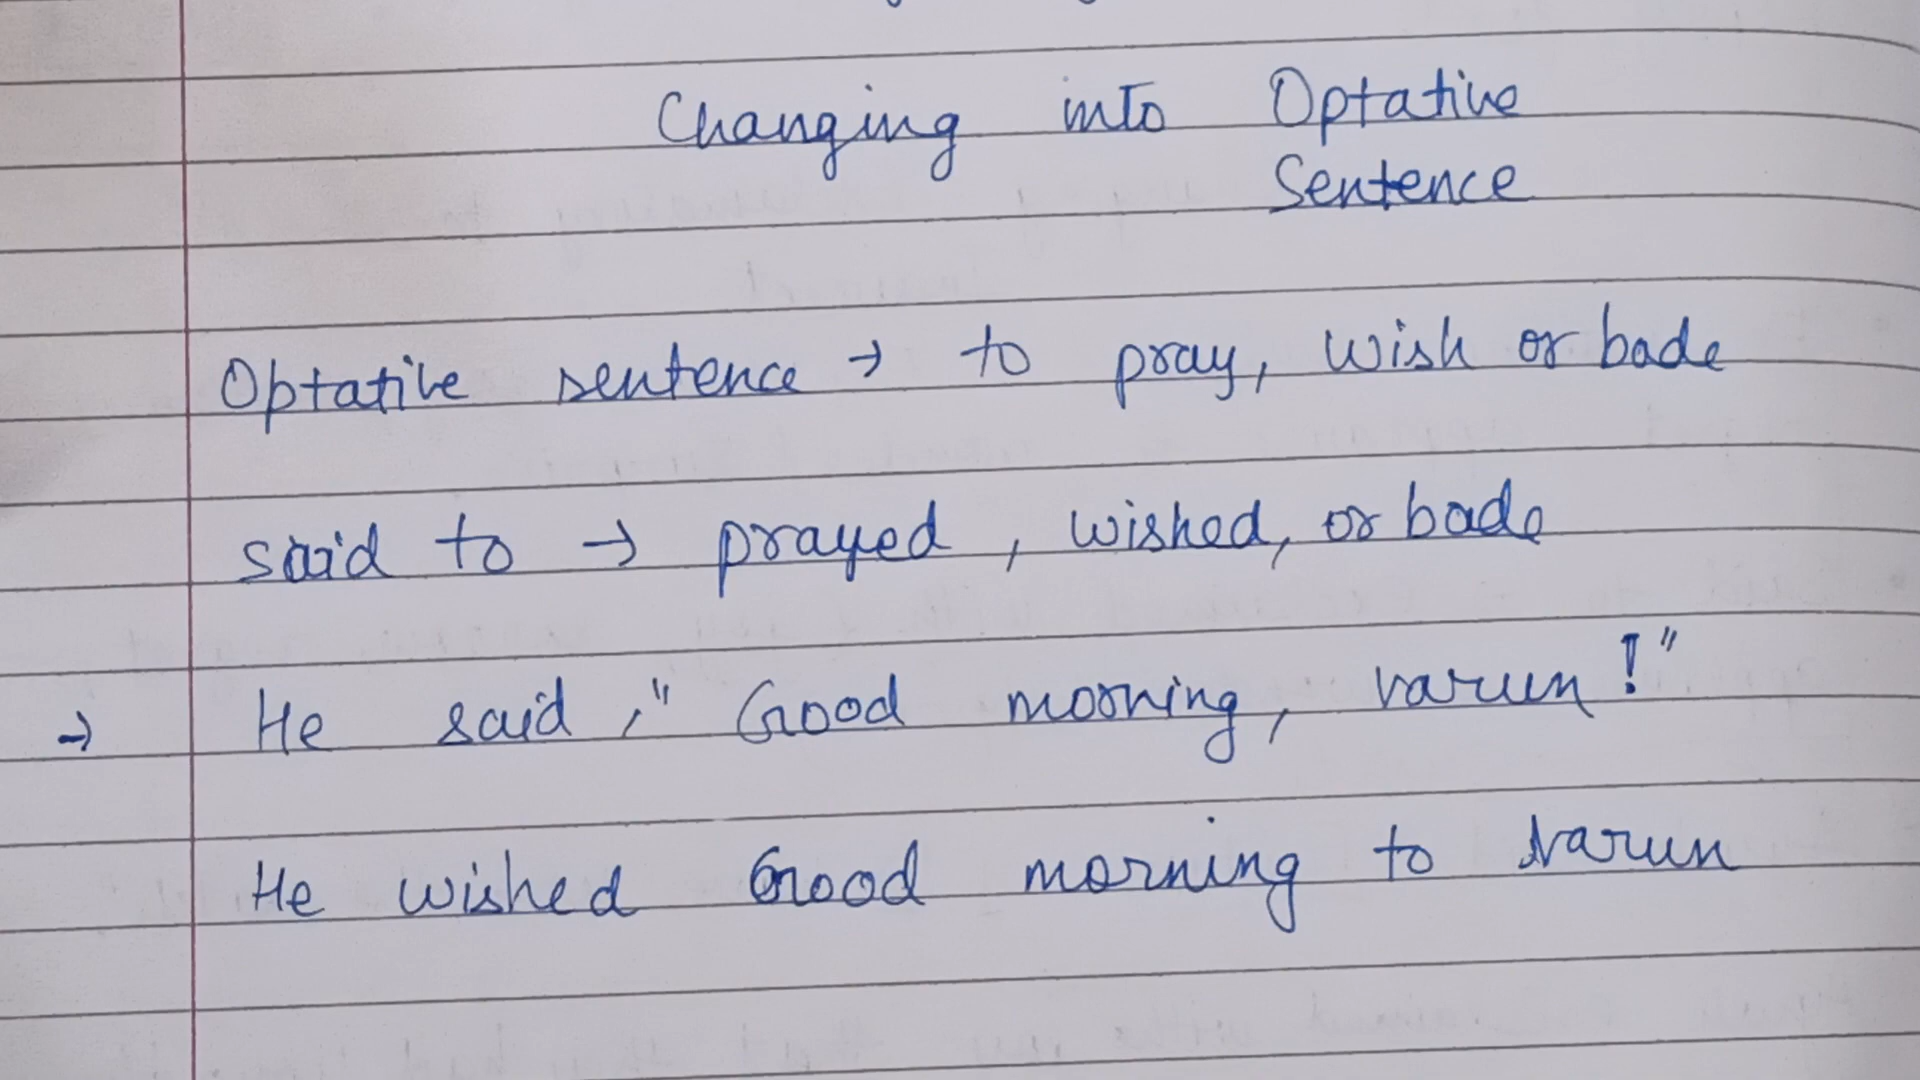 Changing into Optative
Sentence
Optative sentence → to pray, wish or bade
said to → prayed, wished, or bade
→ He said, "Good morning, varun!"
He wished Good morning to Varun